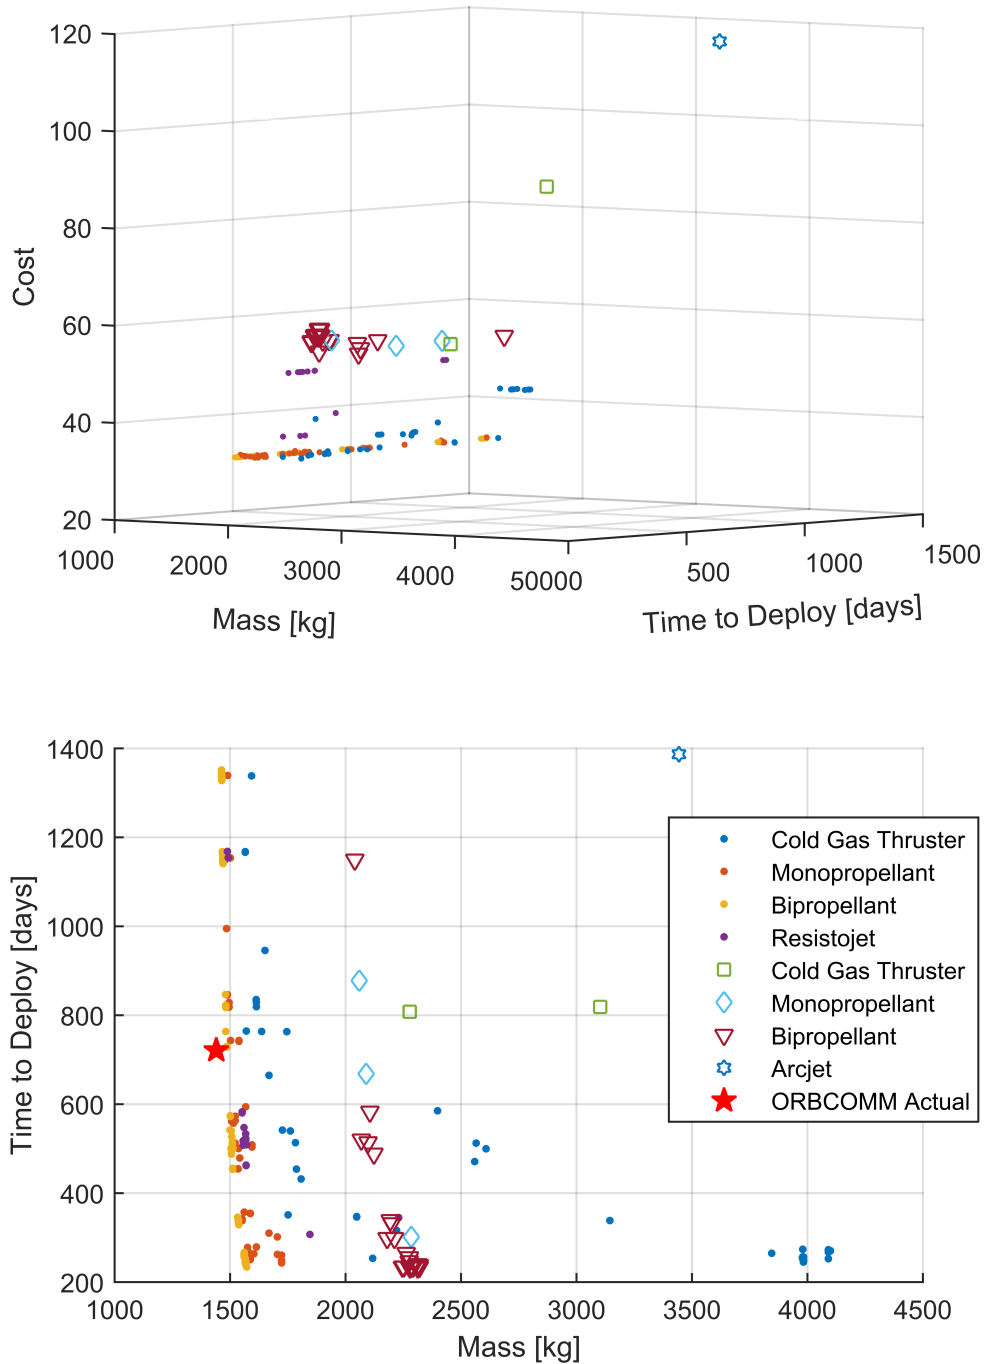 120
100
80
60
40
20
Cost
1000
2000
3000
4000
50000
500
1000
1500
Mass [kg]
Time to Deploy [days]
1400
1200
1000
800
600
400
200
Time to Deploy [days]
Cold Gas Thruster
Monopropellant
Bipropellant
Resistojet
Cold Gas Thruster
Monopropellant
Bipropellant
Arcjet
ORBCOMM Actual
1000
1500
2000
2500
3000
3500
4000
4500
Mass [kg]